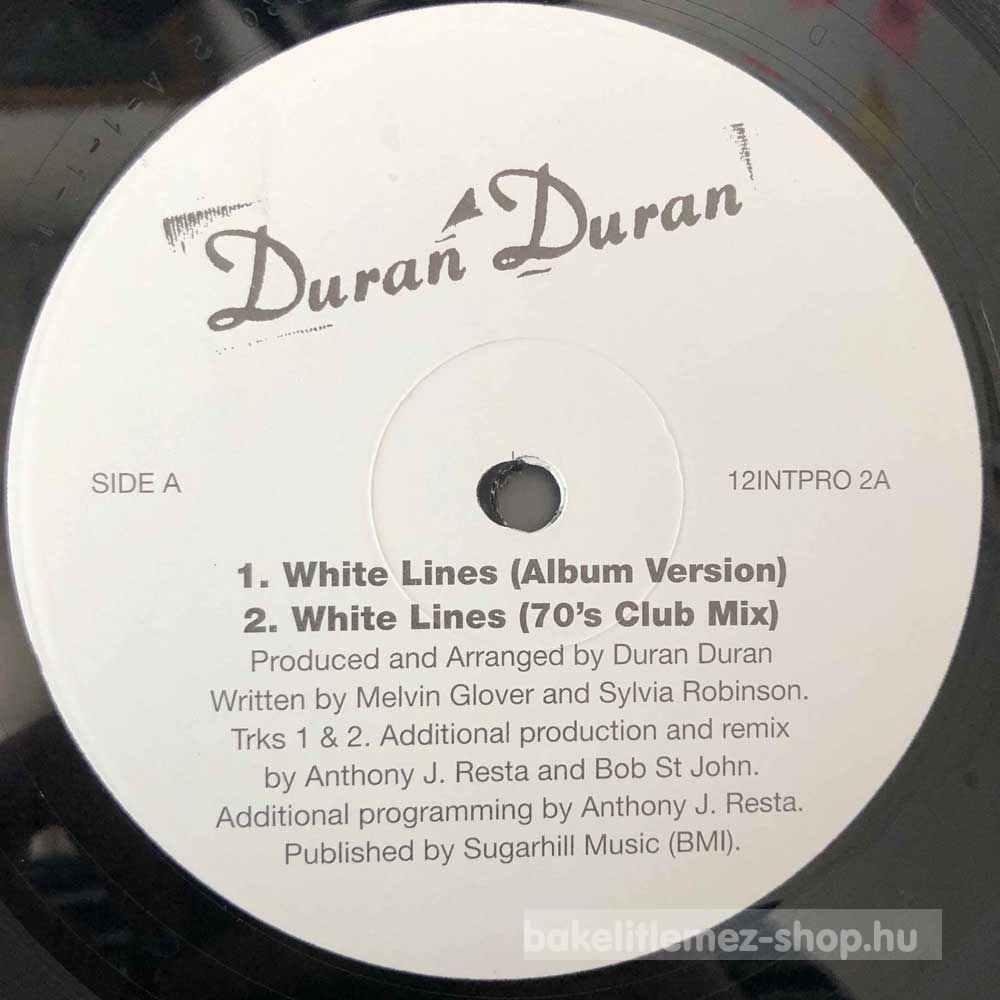 Duran Duran
SIDE A
12INTPRO 2A
1. White Lines (Album Version)
2. White Lines (70's Club Mix)
Produced and Arranged by Duran Duran
Written by Melvin Glover and Sylvia Robinson.
Trks 1 & 2. Additional production and remix
by Anthony J. Resta and Bob St John.
Additional programming by Anthony J. Resta.
Published by Sugarhill Music (BMI).
bakelitlemez-shop.hu